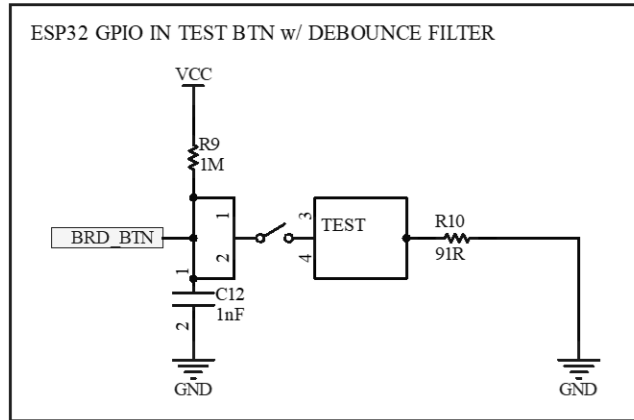 ESP32 GPIO IN TEST BTN w/ DEBOUNCE FILTER
VCC
R9
1M
BRD_BTN
1
2
3
4
TEST
R10
91R
1
C12
1nF
2
GND
GND